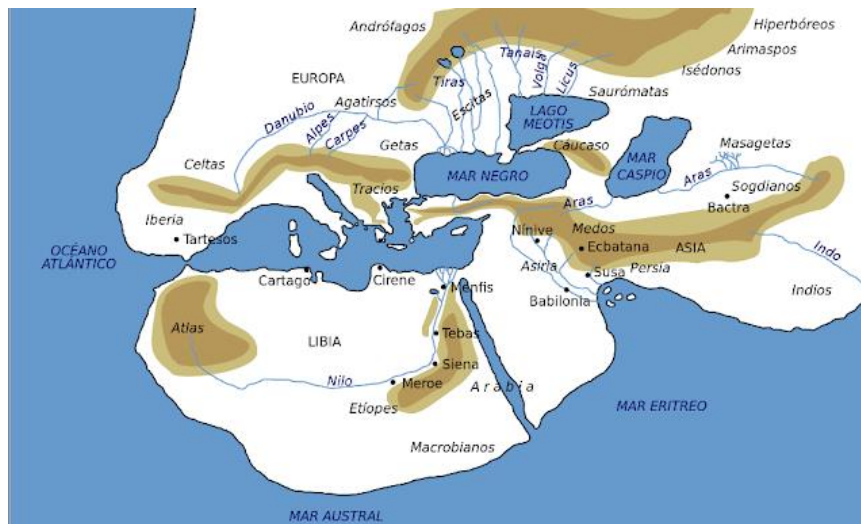 Hiperbóreos
Andrófagos
Arimaspos
Tanais
Isédonos
EUROPA
Tiras
Volga
Licus
Escitas
Saurómatas
Agatirsos
LAGO
MEOTIS
Danubio
Alpes
Carpes
Getas
Cáucaso
Masagetas
Celtas
MAR NEGRO
MAR
CASPIO
Aras
Sogdianos
Tracios
Aras
Bactra
Iberia
Tartesos
Nínive
Medos
Ecbatana
ASIA
Indo
OCÉANO
ATLÁNTICO
Asiria
Susa
Persia
Cartago
Cirene
Menfis
Babilonia
Indios
Atlas
LIBIA
Tebas
Siena
Nilo
Meroe
Arabia
Etíopes
MAR ERITREO
Macrobianos
MAR AUSTRAL